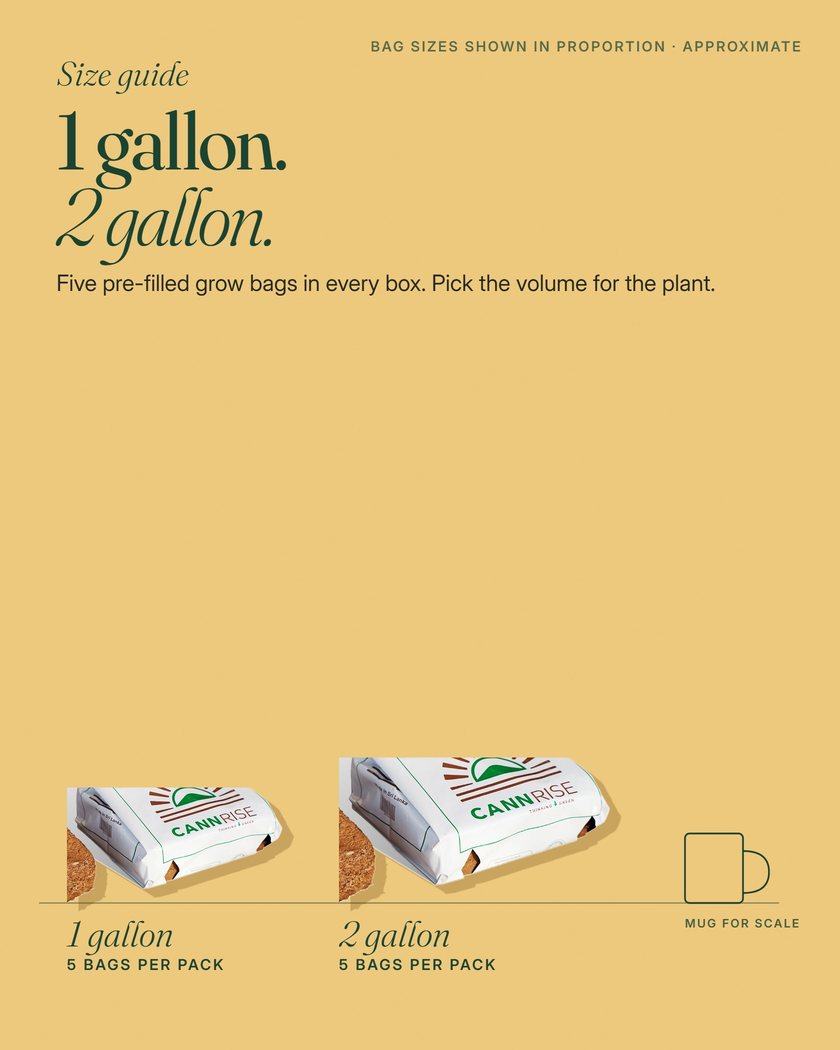 BAG SIZES SHOWN IN PROPORTION · APPROXIMATE
Size guide
1 gallon.
2 gallon.
Five pre-filled grow bags in every box. Pick the volume for the plant.
CANNRISE
CANNRISE
THINKING GREEN
1 gallon
5 BAGS PER PACK
2 gallon
5 BAGS PER PACK
MUG FOR SCALE